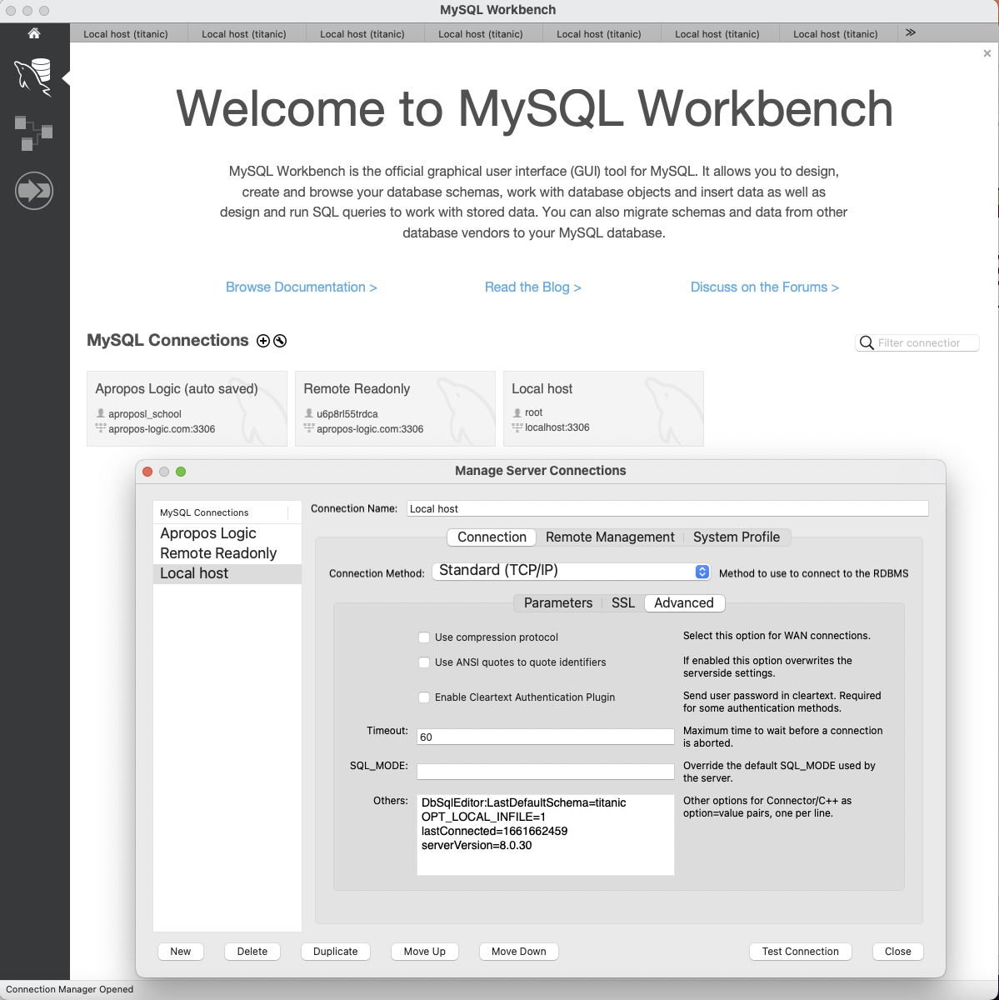 MySQL Workbench
Local host (titanic) Local host (titanic) Local host (titanic) Local host (titanic) Local host (titanic) Local host (titanic) Local host (titanic)
Welcome to MySQL Workbench
MySQL Workbench is the official graphical user interface (GUI) tool for MySQL. It allows you to design,
create and browse your database schemas, work with database objects and insert data as well as
design and run SQL queries to work with stored data. You can also migrate schemas and data from other
database vendors to your MySQL database.
Browse Documentation > Read the Blog > Discuss on the Forums >
MySQL Connections
Filter connection
Apropos Logic (auto saved)
aproposl_school
apropos-logic.com:3306
Remote Readonly
u6p8rl55trdca
apropos-logic.com:3306
Local host
root
localhost:3306
Manage Server Connections
MySQL Connections
Apropos Logic
Remote Readonly
Local host
Connection Name: Local host
Connection Remote Management System Profile
Connection Method: Standard (TCP/IP) Method to use to connect to the RDBMS
Parameters SSL Advanced
Use compression protocol
Select this option for WAN connections.
Use ANSI quotes to quote identifiers
If enabled this option overwrites the
serverside settings.
Enable Cleartext Authentication Plugin
Send user password in cleartext. Required
for some authentication methods.
Timeout: 60
Maximum time to wait before a connection
is aborted.
SQL_MODE:
Override the default SQL_MODE used by
the server.
Others:
DbSqlEditor:LastDefaultSchema=titanic
OPT_LOCAL_INFILE=1
lastConnected=1661662459
serverVersion=8.0.30
Other options for Connector/C++ as
option=value pairs, one per line.
New Delete Duplicate Move Up Move Down Test Connection Close
Connection Manager Opened